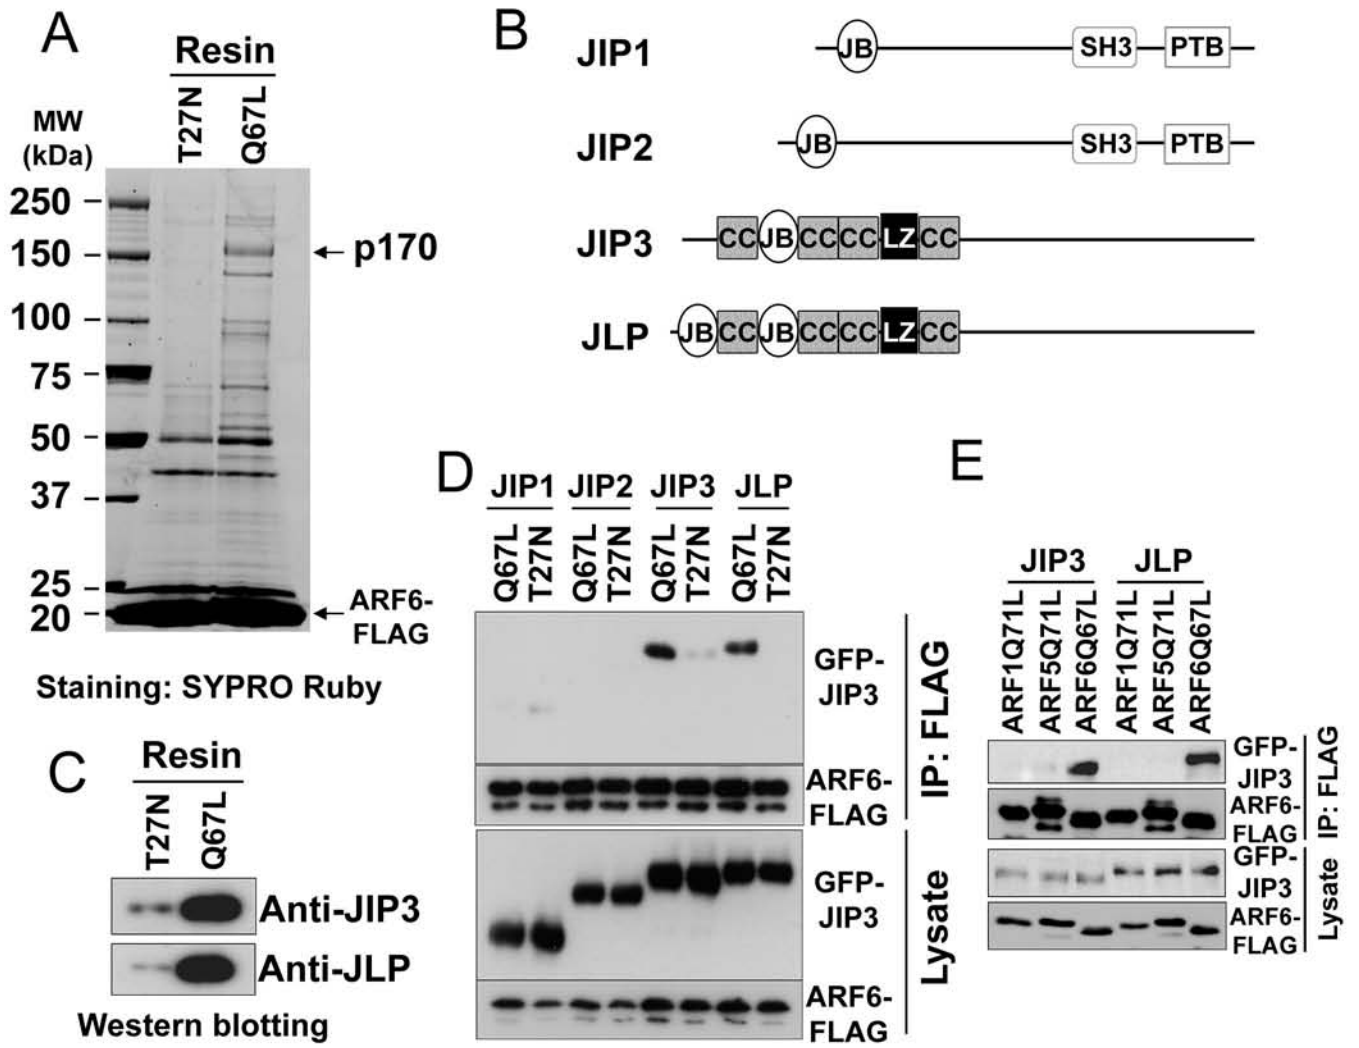 A
Resin
T27N
Q67L
MW
(kDa)
250
150
100
75
50
37
25
20
p170
ARF6-
FLAG
Staining: SYPRO Ruby
B
JIP1
JB
SH3
PTB
JIP2
JB
SH3
PTB
JIP3
CC
JB
CC
CC
LZ
CC
JLP
JB
CC
JB
CC
CC
LZ
CC
C
Resin
T27N
Q67L
Anti-JIP3
Anti-JLP
Western blotting
D
JIP1 JIP2 JIP3 JLP
Q67L
T27N
Q67L
T27N
Q67L
T27N
Q67L
T27N
GFP-
JIP3
ARF6-
FLAG
IP: FLAG
GFP-
JIP3
ARF6-
FLAG
Lysate
E
JIP3 JLP
ARF1Q71L
ARF5Q71L
ARF6Q67L
ARF1Q71L
ARF5Q71L
ARF6Q67L
GFP-
JIP3
ARF6-
FLAG
IP: FLAG
GFP-
JIP3
ARF6-
FLAG
Lysate